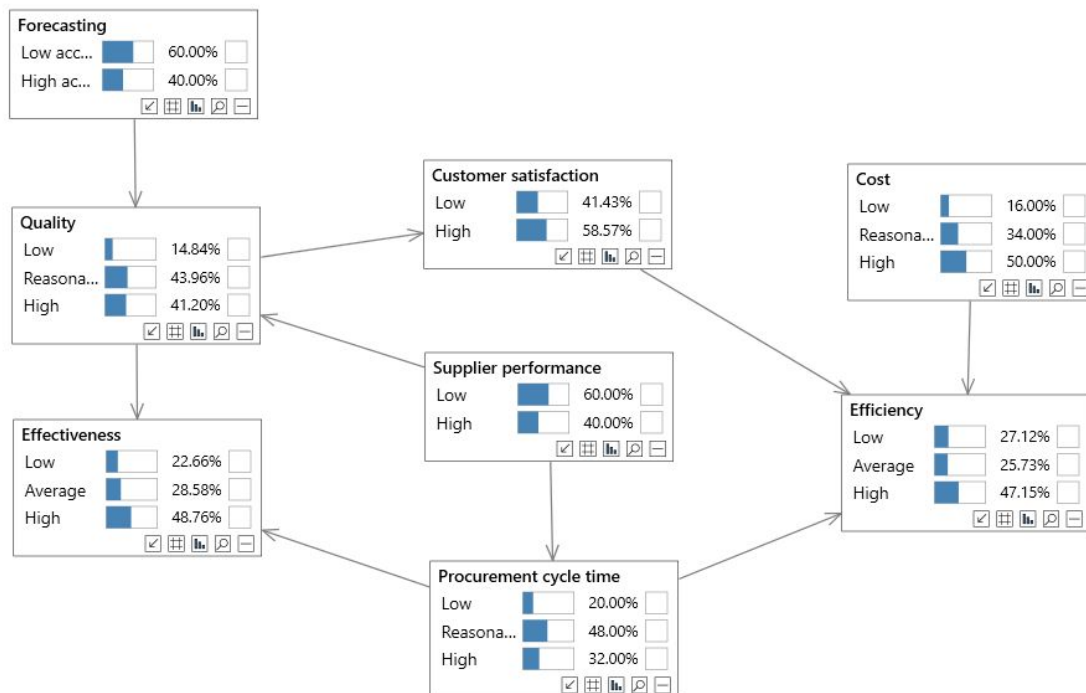 Forecasting
Low acc... 60.00%
High ac... 40.00%
Quality
Low 14.84%
Reasona... 43.96%
High 41.20%
Effectiveness
Low 22.66%
Average 28.58%
High 48.76%
Customer satisfaction
Low 41.43%
High 58.57%
Supplier performance
Low 60.00%
High 40.00%
Procurement cycle time
Low 20.00%
Reasona... 48.00%
High 32.00%
Cost
Low 16.00%
Reasona... 34.00%
High 50.00%
Efficiency
Low 27.12%
Average 25.73%
High 47.15%